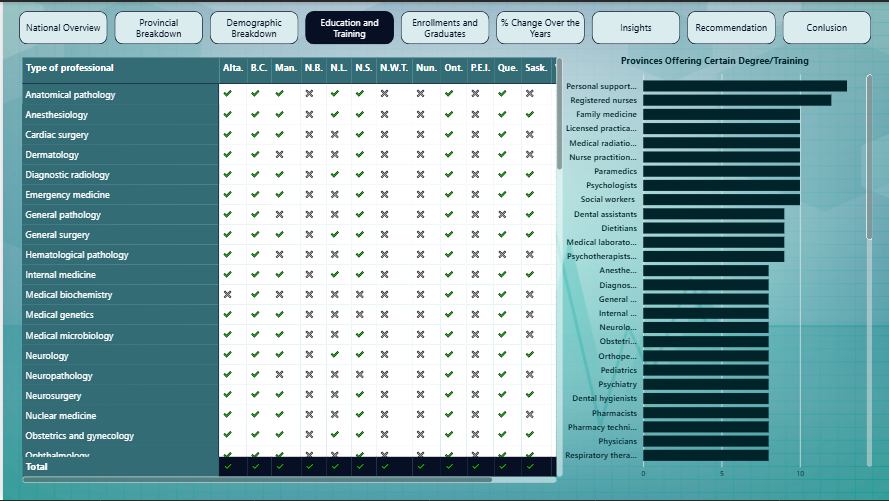 National Overview
Provincial
Breakdown
Demographic
Breakdown
Education and
Training
Enrollments and
Graduates
% Change Over the
Years
Insights
Recommendation
Conlusion
Type of professional Alta. B.C. Man. N.B. N.L. N.S. N.W.T. Nun. Ont. P.E.I. Que. Sask.
Anatomical pathology
Anesthesiology
Cardiac surgery
Dermatology
Diagnostic radiology
Emergency medicine
General pathology
General surgery
Hematological pathology
Internal medicine
Medical biochemistry
Medical genetics
Medical microbiology
Neurology
Neuropathology
Neurosurgery
Nuclear medicine
Obstetrics and gynecology
Ophthalmology
Total
Provinces Offering Certain Degree/Training
Personal support...
Registered nurses
Family medicine
Licensed practica...
Medical radiatio...
Nurse practition...
Paramedics
Psychologists
Social workers
Dental assistants
Dietitians
Medical laborato...
Psychotherapists...
Anesthe...
Diagnos...
General ...
Internal ...
Neurolo...
Obstetri...
Orthope...
Pediatrics
Psychiatry
Dental hygienists
Pharmacists
Pharmacy techni...
Physicians
Respiratory thera...
0 5 10